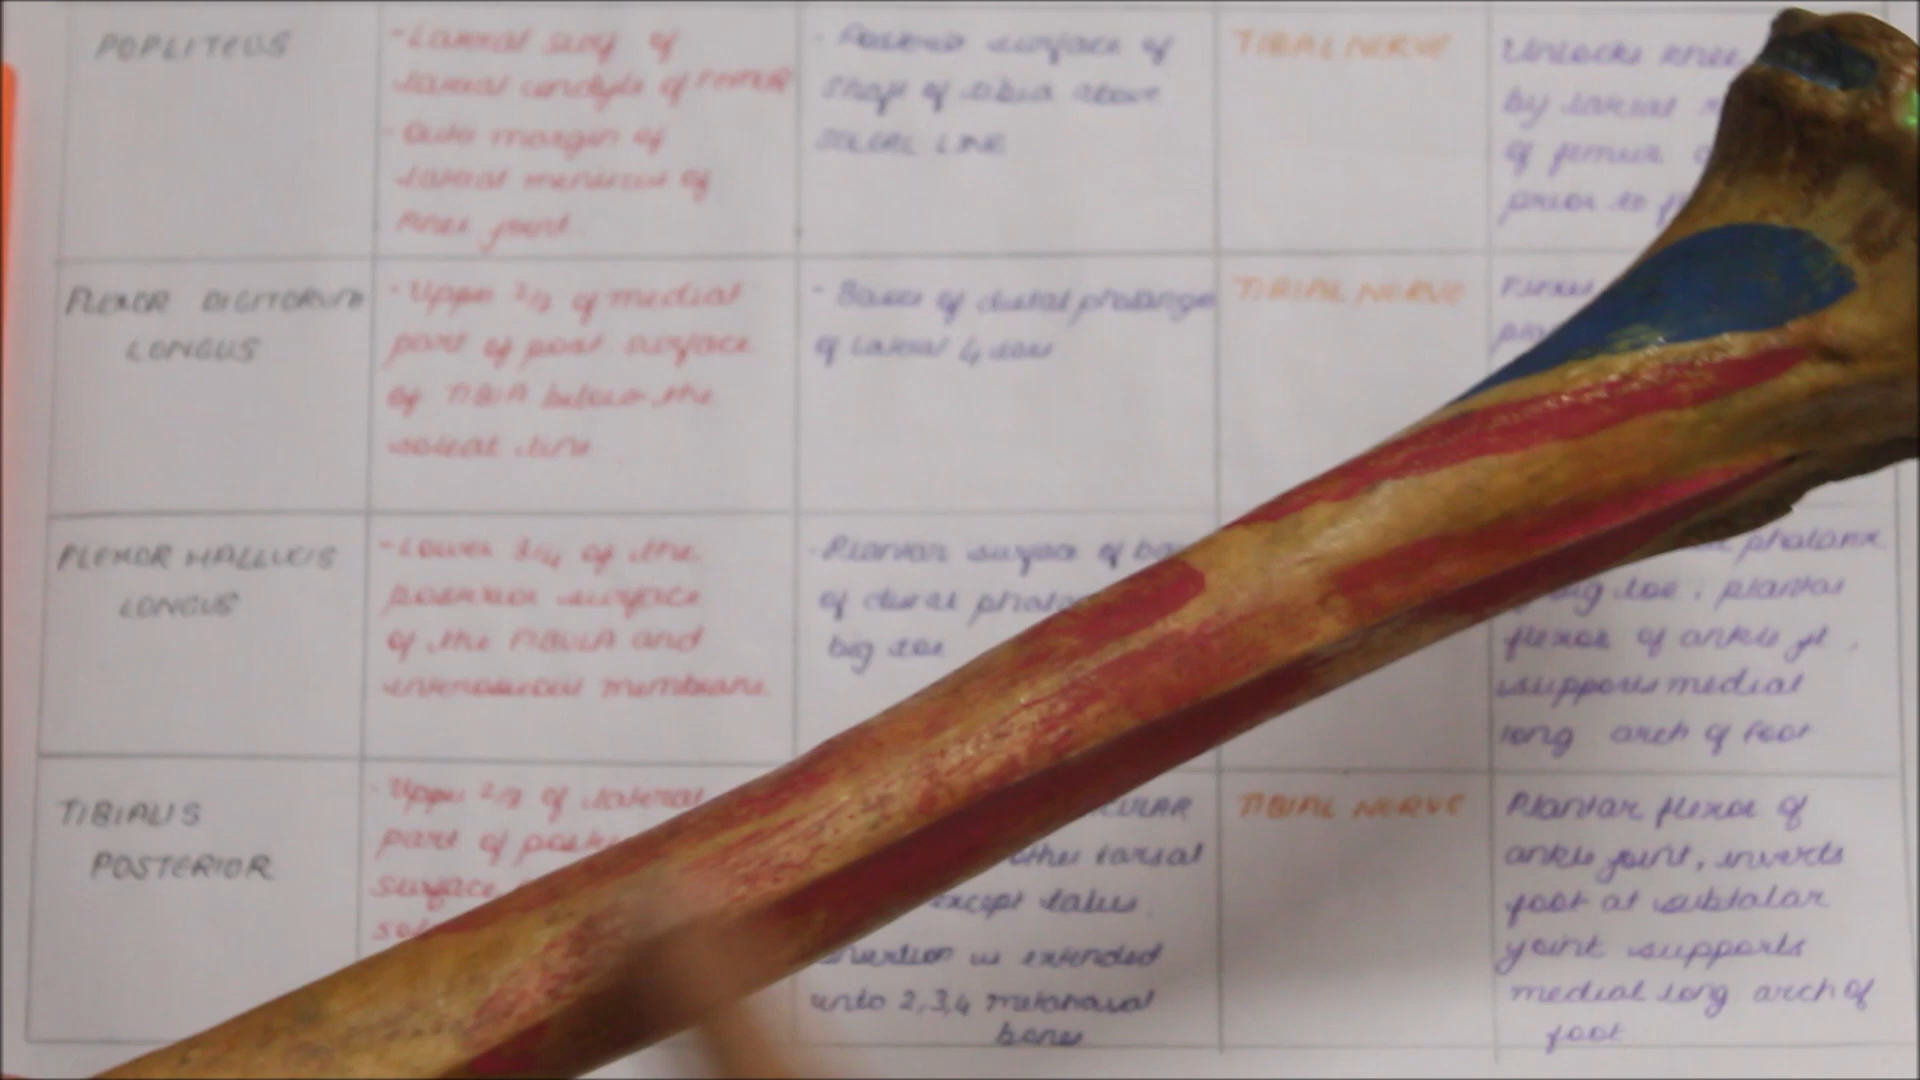 POPLITEUS
- Lateral surf of
lateral condyle of FEMUR
- Outer margin of
lateral meniscus of
knee joint.
- Posterior surface of
shaft of tibia above
SOLEAL LINE
TIBIAL NERVE
Unlocks knee
by lateral
of femur
prior to
FLEXOR DIGITORUM
LONGUS
- Upper 2/3 of medial
part of post surface
of TIBIA below the
soleal line
- Bases of distal phalanges
of lateral 4 toes
TIBIAL NERVE
FLEXOR HALLUCIS
LONGUS
- Lower 3/4 of the
posterior surface
of the FIBULA and
interosseous membrane.
- Plantar surface of
of distal
big toe
phalanx
big toe, plantar
flexor of ankle jt,
supports medial
long arch of foot
TIBIALIS
POSTERIOR
- Upper 2/3 of lateral
part of
surface
other tarsal
except talus.
insertion is extended
unto 2,3,4 metatarsal
bones
TIBIAL NERVE
Plantar flexor of
ankle joint, inverts
foot at subtalar
joint supports
medial long arch of
foot